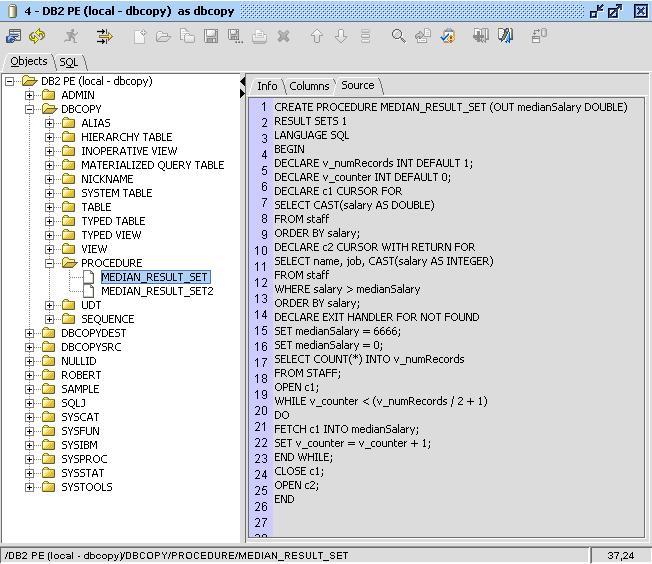 4 - DB2 PE (local - dbcopy) as dbcopy
Objects SQL
DB2 PE (local - dbcopy)
ADMIN
DBCOPY
ALIAS
HIERARCHY TABLE
INOPERATIVE VIEW
MATERIALIZED QUERY TABLE
NICKNAME
SYSTEM TABLE
TABLE
TYPED TABLE
TYPED VIEW
VIEW
PROCEDURE
MEDIAN_RESULT_SET
MEDIAN_RESULT_SET2
UDT
SEQUENCE
DBCOPYDEST
DBCOPYSRC
NULLID
ROBERT
SAMPLE
SQLJ
SYSCAT
SYSFUN
SYSIBM
SYSPROC
SYSSTAT
SYSTOOLS
Info Columns Source
1 CREATE PROCEDURE MEDIAN_RESULT_SET (OUT medianSalary DOUBLE)
2 RESULT SETS 1
3 LANGUAGE SQL
4 BEGIN
5 DECLARE v_numRecords INT DEFAULT 1;
6 DECLARE v_counter INT DEFAULT 0;
7 DECLARE c1 CURSOR FOR
8 SELECT CAST(salary AS DOUBLE)
9 FROM staff
10 ORDER BY salary;
11 DECLARE c2 CURSOR WITH RETURN FOR
12 SELECT name, job, CAST(salary AS INTEGER)
13 FROM staff
14 WHERE salary > medianSalary
15 ORDER BY salary;
16 DECLARE EXIT HANDLER FOR NOT FOUND
17 SET medianSalary = 6666;
18 SET medianSalary = 0;
19 SELECT COUNT(*) INTO v_numRecords
20 FROM STAFF;
21 OPEN c1;
22 WHILE v_counter < (v_numRecords / 2 + 1)
23 DO
24 FETCH c1 INTO medianSalary;
25 SET v_counter = v_counter + 1;
26 END WHILE;
27 CLOSE c1;
28 OPEN c2;
END
/DB2 PE (local - dbcopy)/DBCOPY/PROCEDURE/MEDIAN_RESULT_SET 37,24